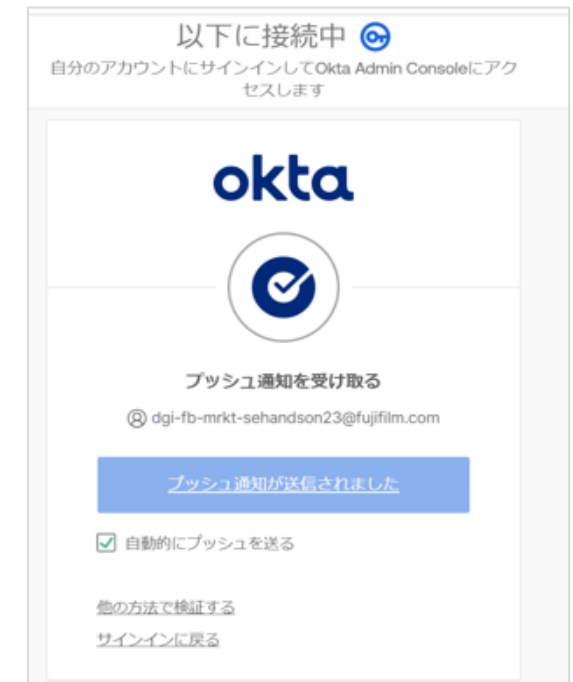 以下に接続中
自分のアカウントにサインインしてOkta Admin Consoleにアク
セスします
okta
プッシュ通知を受け取る
dgi-fb-mrkt-sehandson23@fujifilm.com
プッシュ通知が送信されました
自動的にプッシュを送る
他の方法で検証する
サインインに戻る